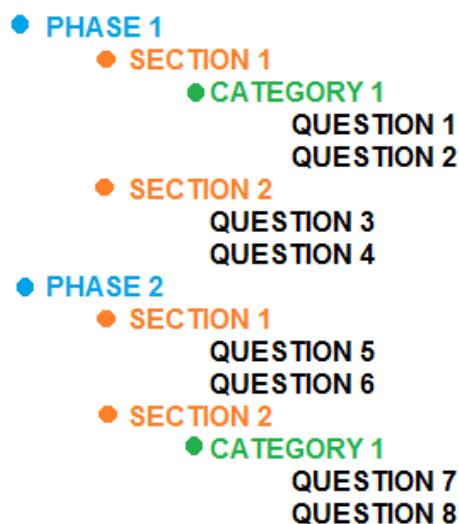 PHASE 1
SECTION 1
CATEGORY 1
QUESTION 1
QUESTION 2
SECTION 2
QUESTION 3
QUESTION 4
PHASE 2
SECTION 1
QUESTION 5
QUESTION 6
SECTION 2
CATEGORY 1
QUESTION 7
QUESTION 8